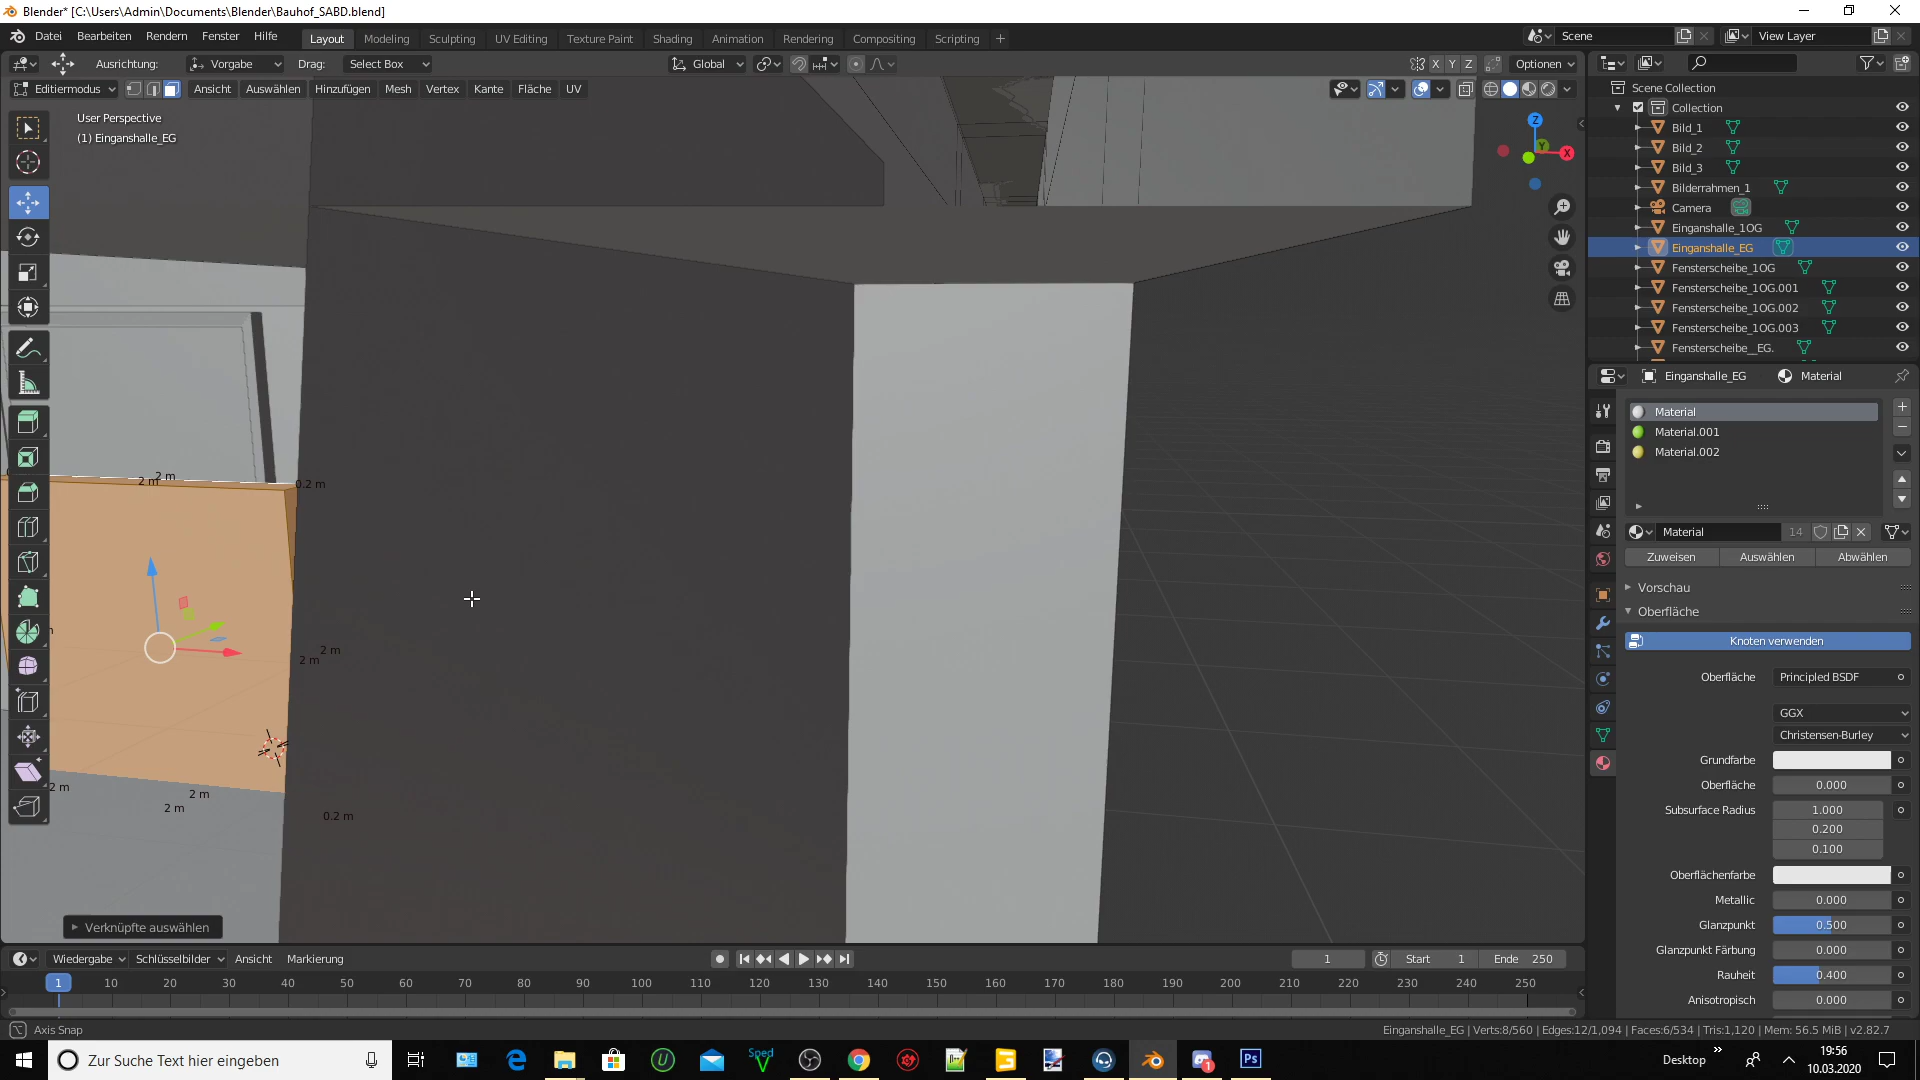 Blender* [C:\Users\Admin\Documents\Blender\Bauhof_SABD.blend]
Datei Bearbeiten Rendern Fenster Hilfe Layout Modeling Sculpting UV Editing Texture Paint Shading Animation Rendering Compositing Scripting + Scene View Layer
Ausrichtung: Vorgabe Drag: Select Box Global X Y Z Optionen
Editiermodus Ansicht Auswählen Hinzufügen Mesh Vertex Kante Fläche UV
User Perspective
(1) Einganshalle_EG
Z
Y
X
2 m
2 m
0.2 m
2 m
2 m
2 m
2 m
2 m
0.2 m
Verknüpfte auswählen
Scene Collection
Collection
Bild_1
Bild_2
Bild_3
Bilderrahmen_1
Camera
Einganshalle_1OG
Einganshalle_EG
Fensterscheibe_1OG
Fensterscheibe_1OG.001
Fensterscheibe_1OG.002
Fensterscheibe_1OG.003
Fensterscheibe__EG.
Einganshalle_EG Material
Material
Material.001
Material.002
Material 14
Zuweisen Auswählen Abwählen
Vorschau
Oberfläche
Knoten verwenden
Oberfläche Principled BSDF
GGX
Christensen-Burley
Grundfarbe
Oberfläche 0.000
Subsurface Radius 1.000
0.200
0.100
Oberflächenfarbe
Metallic 0.000
Glanzpunkt 0.500
Glanzpunkt Färbung 0.000
Rauheit 0.400
Anisotropisch 0.000
Wiedergabe Schlüsselbilder Ansicht Markierung 1 Start 1 Ende 250
1 10 20 30 40 50 60 70 80 90 100 110 120 130 140 150 160 170 180 190 200 210 220 230 240 250
Axis Snap
Einganshalle_EG | Verts:8/560 | Edges:12/1,094 | Faces:6/534 | Tris:1,120 | Mem: 56.5 MiB | v2.82.7
Zur Suche Text hier eingeben
Sped
V
U
1
Ps
Desktop
19:56
10.03.2020